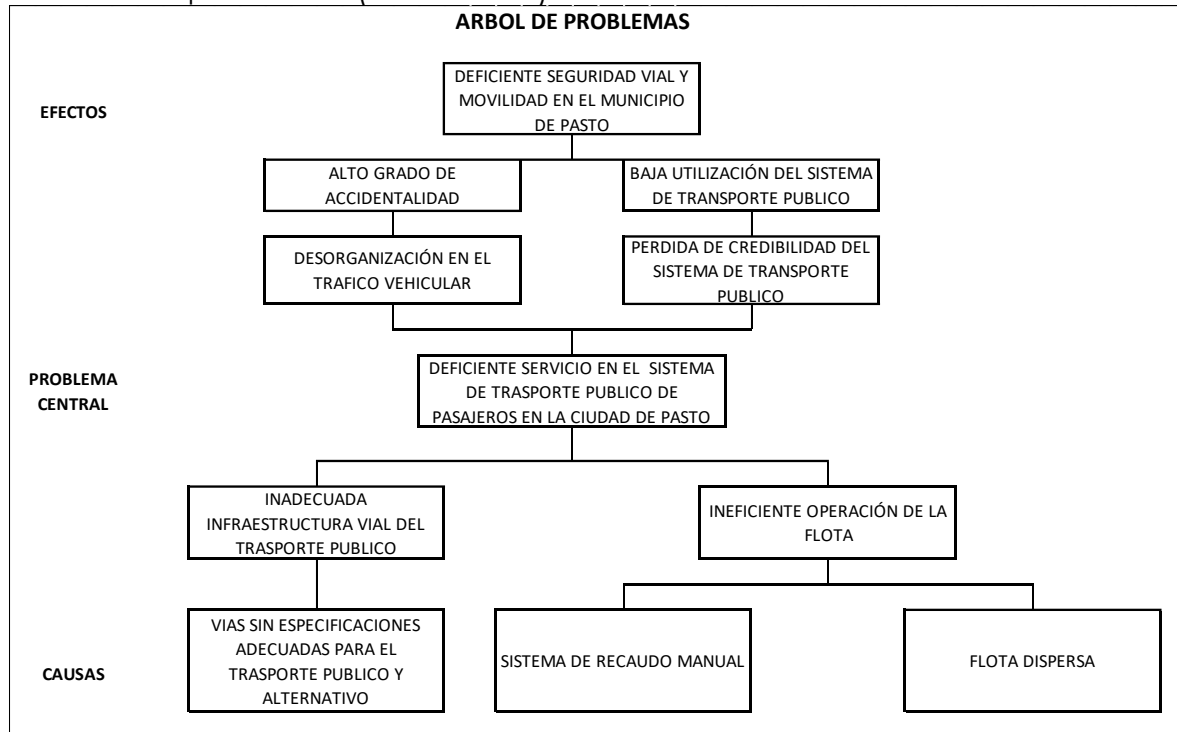 ARBOL DE PROBLEMAS
EFECTOS
DEFICIENTE SEGURIDAD VIAL Y
MOVILIDAD EN EL MUNICIPIO
DE PASTO
ALTO GRADO DE
ACCIDENTALIDAD
BAJA UTILIZACIÓN DEL SISTEMA
DE TRANSPORTE PUBLICO
DESORGANIZACIÓN EN EL
TRAFICO VEHICULAR
PERDIDA DE CREDIBILIDAD DEL
SISTEMA DE TRANSPORTE
PUBLICO
PROBLEMA
CENTRAL
DEFICIENTE SERVICIO EN EL SISTEMA
DE TRASPORTE PUBLICO DE
PASAJEROS EN LA CIUDAD DE PASTO
INADECUADA
INFRAESTRUCTURA VIAL DEL
TRASPORTE PUBLICO
INEFICIENTE OPERACIÓN DE LA
FLOTA
CAUSAS
VIAS SIN ESPECIFICACIONES
ADECUADAS PARA EL
TRASPORTE PUBLICO Y
ALTERNATIVO
SISTEMA DE RECAUDO MANUAL
FLOTA DISPERSA